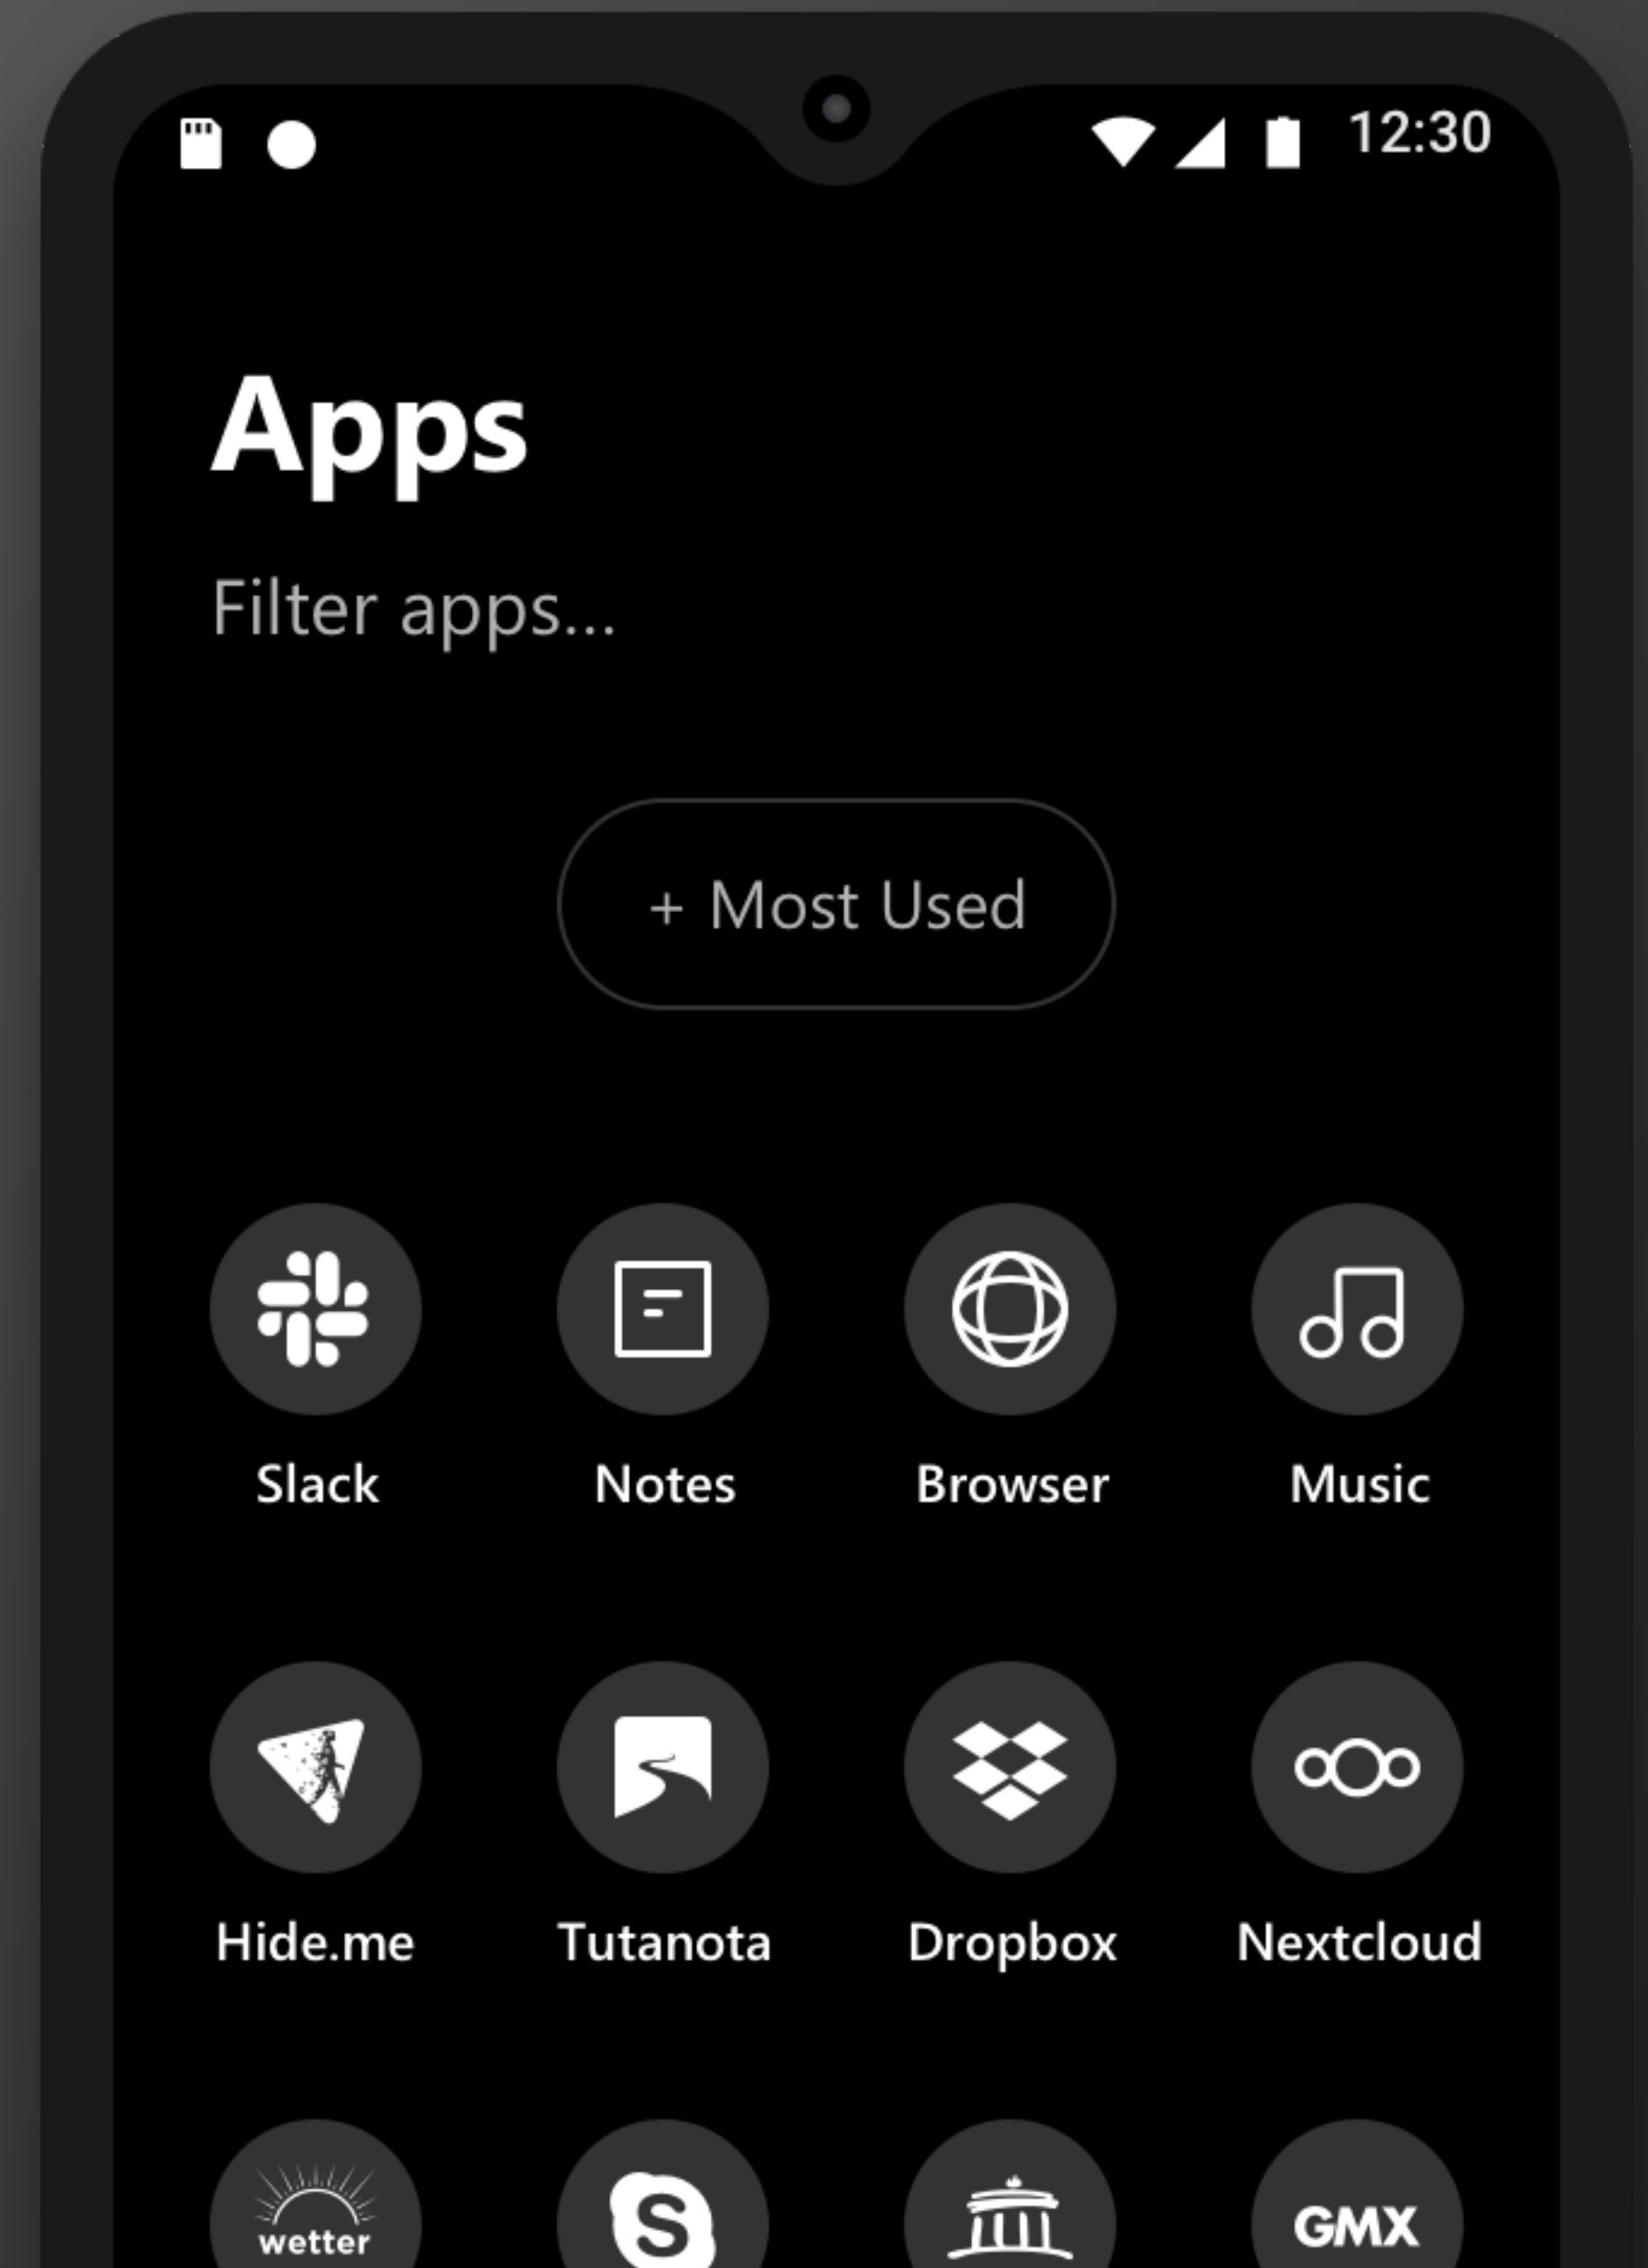 12:30
Apps
Filter apps...
+ Most Used
Slack Notes Browser Music
Hide.me Tutanota Dropbox Nextcloud
wetter S GMX